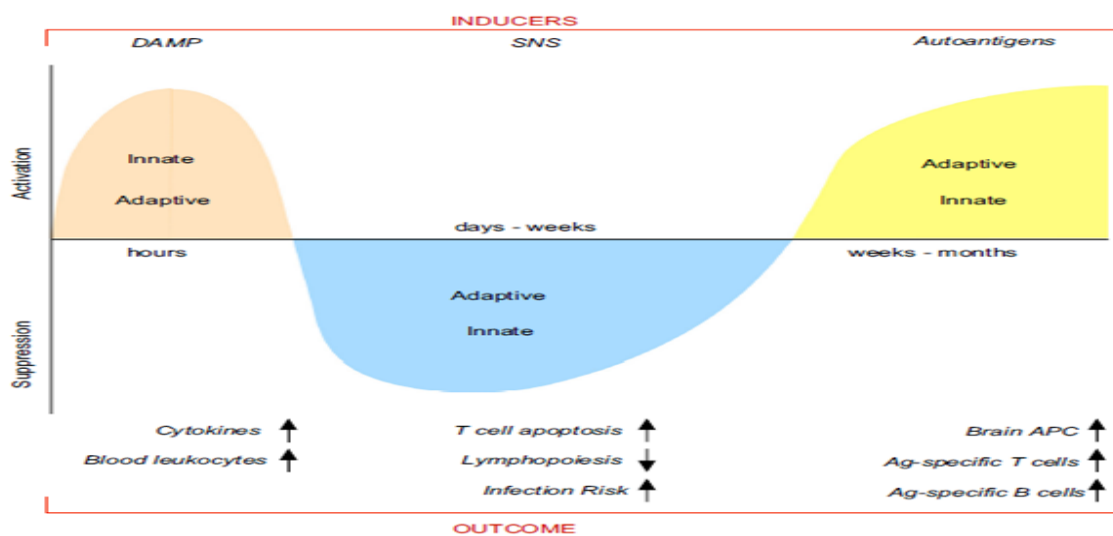 INDUCERS
DAMP SNS Autoantigens
Activation
Innate
Adaptive
Adaptive
Innate
days - weeks
hours
weeks - months
Suppression
Adaptive
Innate
Cytokines
Blood leukocytes
T cell apoptosis
Lymphopoiesis
Infection Risk
Brain APC
Ag-specific T cells
Ag-specific B cells
OUTCOME